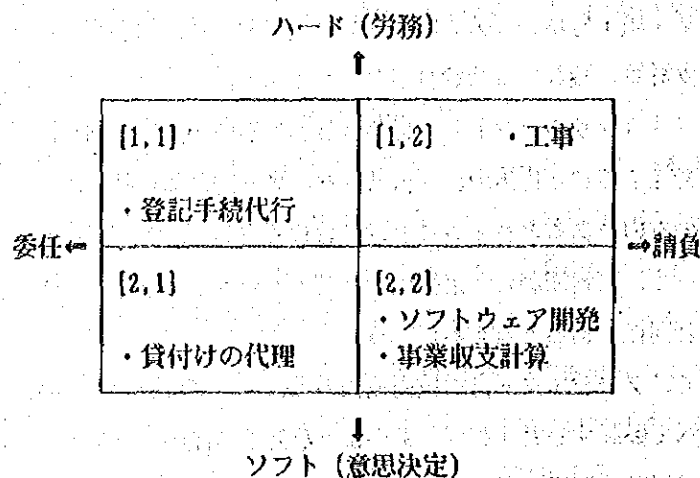 ハード（労務）
↑
[1,1]
[1,2] ・工事
・登記手続代行
委任⇐ ⇒請負
[2,1]
[2,2]
・ソフトウェア開発
・貸付けの代理
・事業収支計算
↓
ソフト（意思決定）